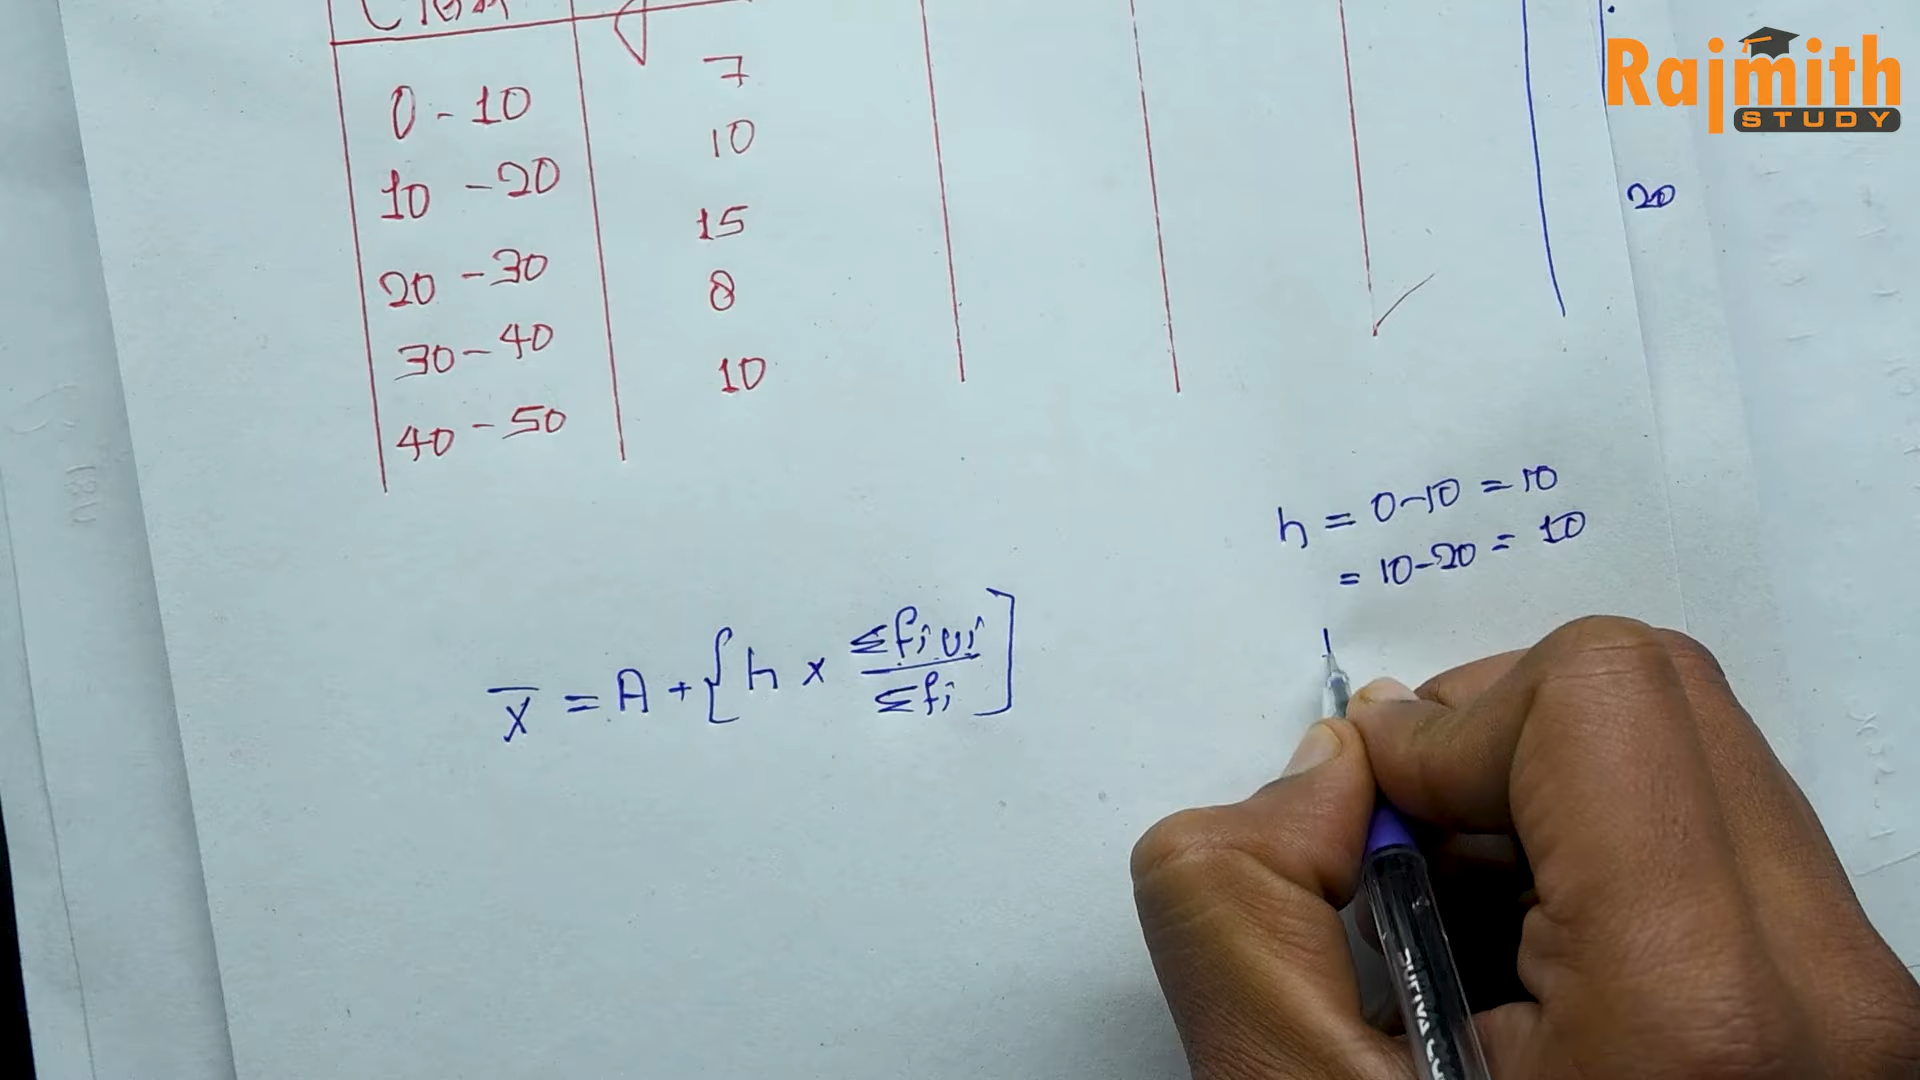 Class f
0 - 10 7
10 - 20 10
20 - 30 15
30 - 40 8
40 - 50 10
20
Rajmith
STUDY
h = 0-10 = 10
= 10-20 = 10
x̅ = A + [h × Σfiui / Σfi]